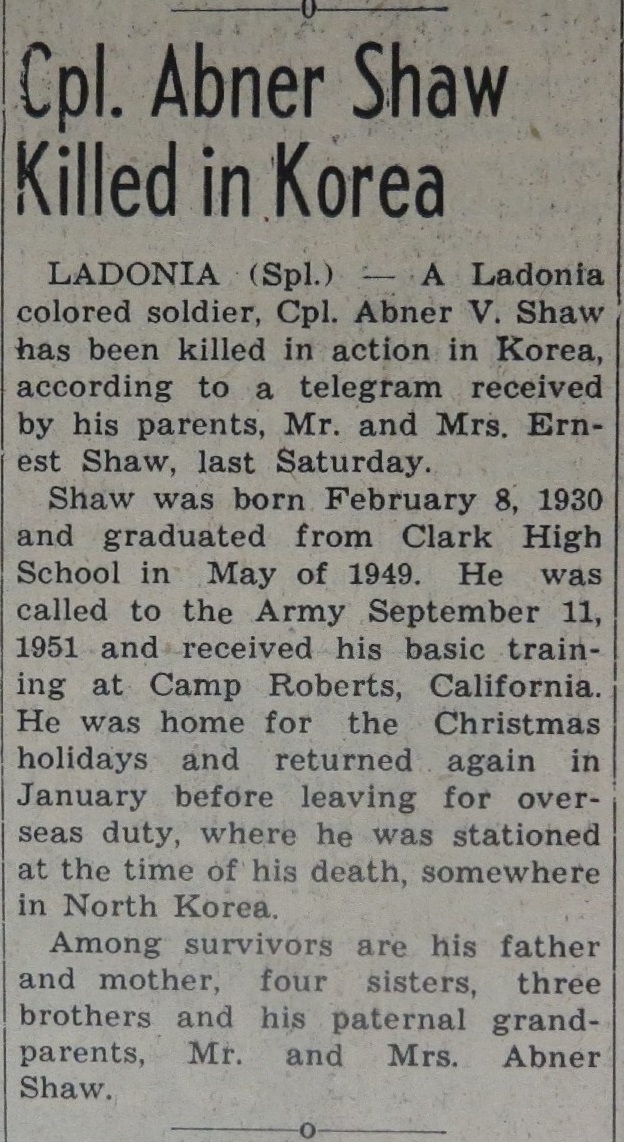 Cpl. Abner Shaw
Killed in Korea
LADONIA (Spl.) — A Ladonia
colored soldier, Cpl. Abner V. Shaw
has been killed in action in Korea,
according to a telegram received
by his parents, Mr. and Mrs. Ern-
est Shaw, last Saturday.
Shaw was born February 8, 1930
and graduated from Clark High
School in May of 1949. He was
called to the Army September 11,
1951 and received his basic train-
ing at Camp Roberts, California.
He was home for the Christmas
holidays and returned again in
January before leaving for over-
seas duty, where he was stationed
at the time of his death, somewhere
in North Korea.
Among survivors are his father
and mother, four sisters, three
brothers and his paternal grand-
parents, Mr. and Mrs. Abner
Shaw.